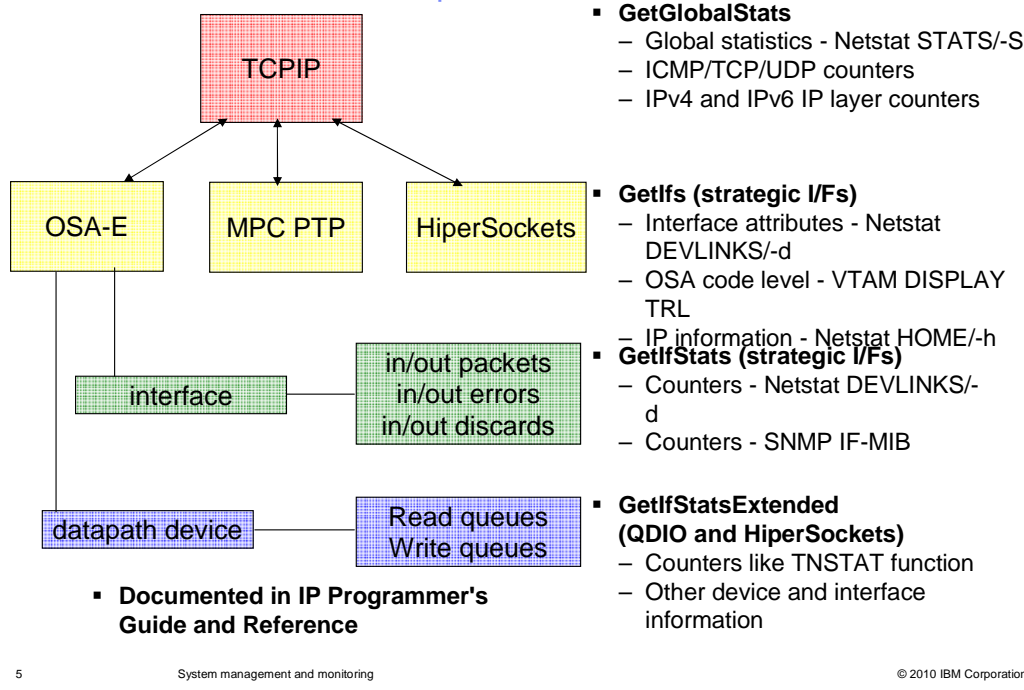 TCPIP
OSA-E
MPC PTP
HiperSockets
interface
in/out packets
in/out errors
in/out discards
datapath device
Read queues
Write queues
▪ Documented in IP Programmer's
Guide and Reference
▪ GetGlobalStats
– Global statistics - Netstat STATS/-S
– ICMP/TCP/UDP counters
– IPv4 and IPv6 IP layer counters
▪ GetIfs (strategic I/Fs)
– Interface attributes - Netstat
DEVLINKS/-d
– OSA code level - VTAM DISPLAY
TRL
– IP information - Netstat HOME/-h
▪ GetIfStats (strategic I/Fs)
– Counters - Netstat DEVLINKS/-
d
– Counters - SNMP IF-MIB
▪ GetIfStatsExtended
(QDIO and HiperSockets)
– Counters like TNSTAT function
– Other device and interface
information
5
System management and monitoring
© 2010 IBM Corporation